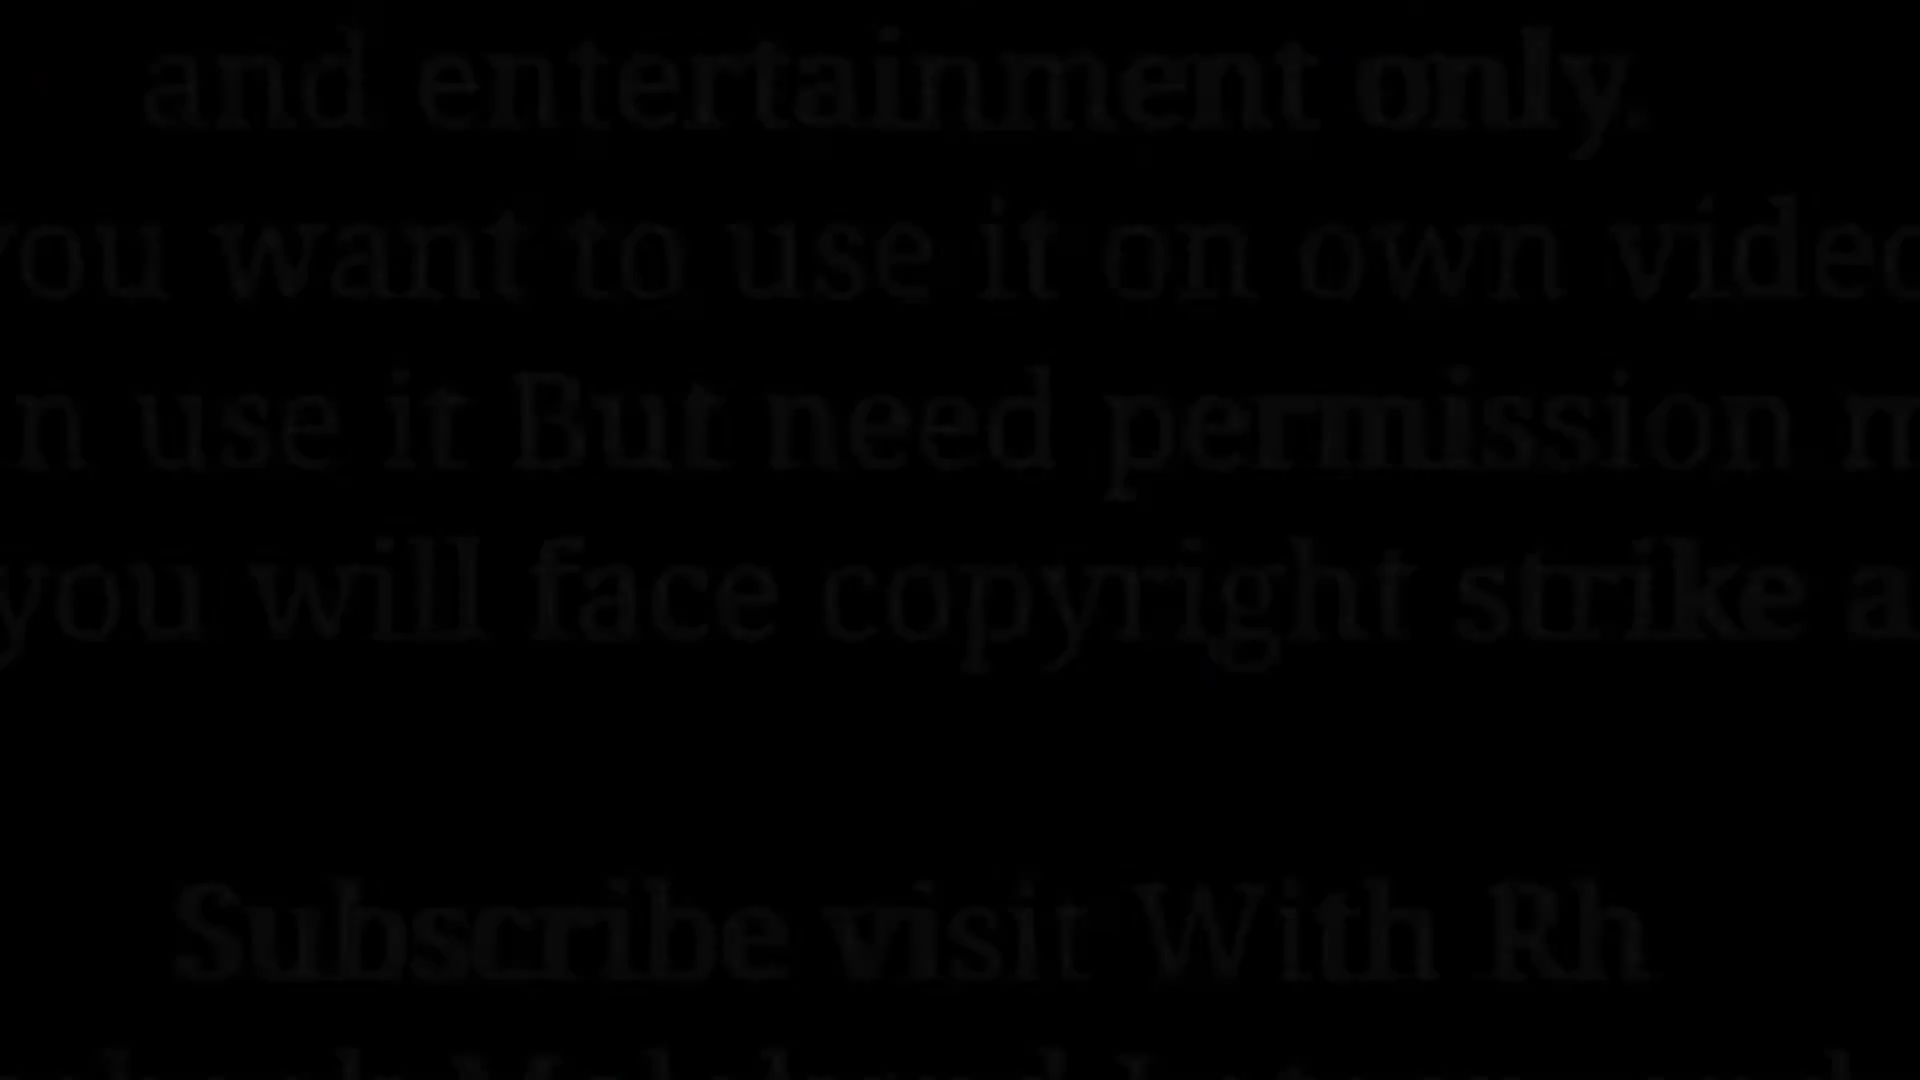 and entertainment only.
you want to use it on own video
n use it But need permission m
you will face copyright strike a
Subscribe visit With Rh